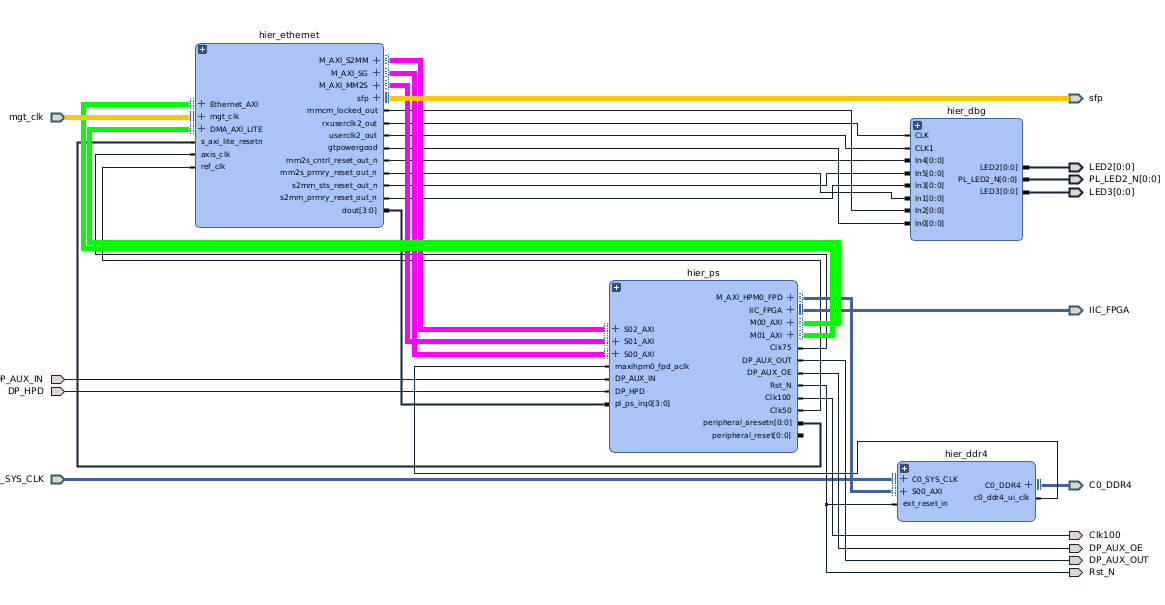 hier_ethernet
M_AXI_S2MM
M_AXI_SG
M_AXI_MM2S
sfp
mmcm_locked_out
rxuserclk2_out
userclk2_out
gtpowergood
mm2s_cntrl_reset_out_n
mm2s_prmry_reset_out_n
s2mm_sts_reset_out_n
s2mm_prmry_reset_out_n
dout[3:0]
Ethernet_AXI
mgt_clk
DMA_AXI_LITE
s_axi_lite_resetn
axis_clk
ref_clk
mgt_clk
sfp
hier_dbg
CLK
CLK1
In4[0:0]
In5[0:0]
In3[0:0]
In1[0:0]
In2[0:0]
In0[0:0]
LED2[0:0]
PL_LED2_N[0:0]
LED3[0:0]
LED2[0:0]
PL_LED2_N[0:0]
LED3[0:0]
hier_ps
M_AXI_HPM0_FPD
IIC_FPGA
M00_AXI
M01_AXI
Clk75
DP_AUX_OUT
DP_AUX_OE
Rst_N
Clk100
Clk50
peripheral_aresetn[0:0]
peripheral_reset[0:0]
S02_AXI
S01_AXI
S00_AXI
maxihpm0_fpd_aclk
DP_AUX_IN
DP_HPD
pl_ps_irq0[3:0]
IIC_FPGA
P_AUX_IN
DP_HPD
_SYS_CLK
hier_ddr4
C0_SYS_CLK
S00_AXI
ext_reset_in
C0_DDR4
c0_ddr4_ui_clk
C0_DDR4
Clk100
DP_AUX_OE
DP_AUX_OUT
Rst_N